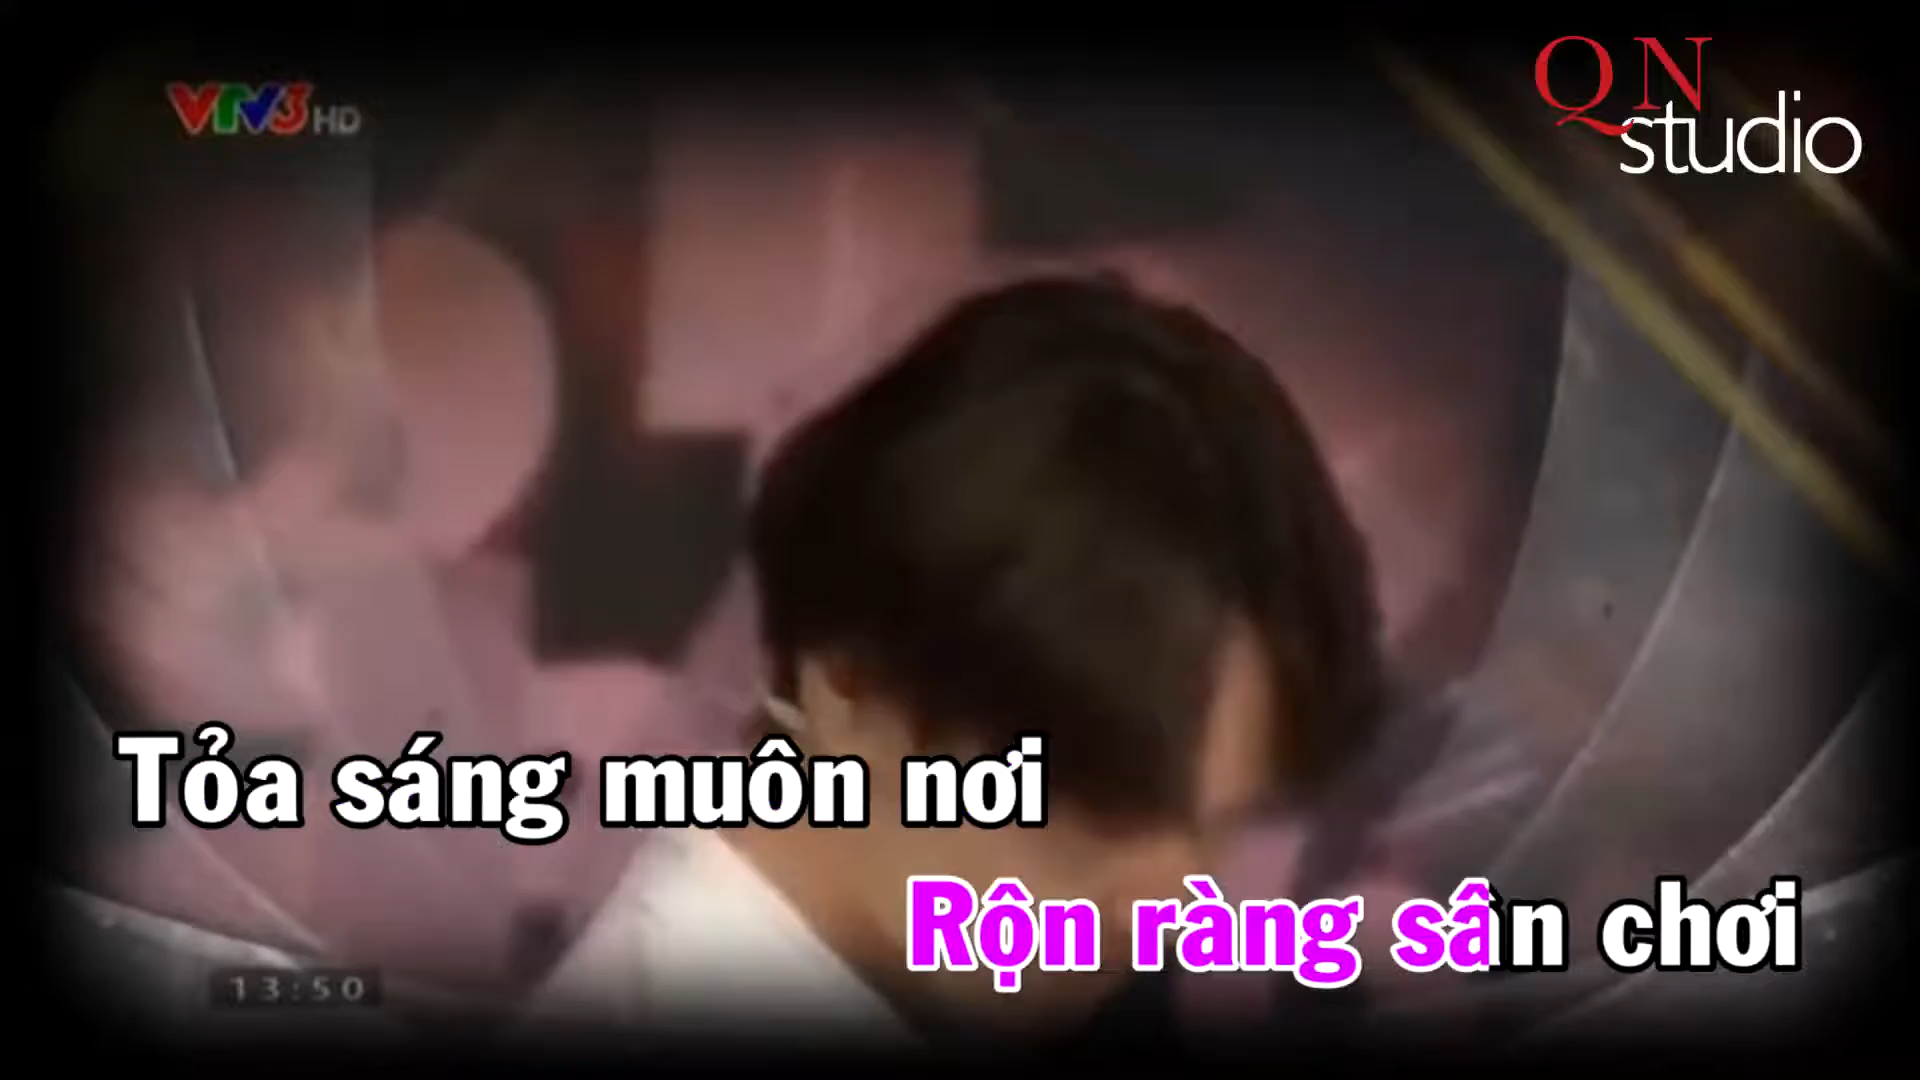 VTV3 HD
QN
studio
Tỏa sáng muôn nơi
Rộn ràng sân chơi
13:50